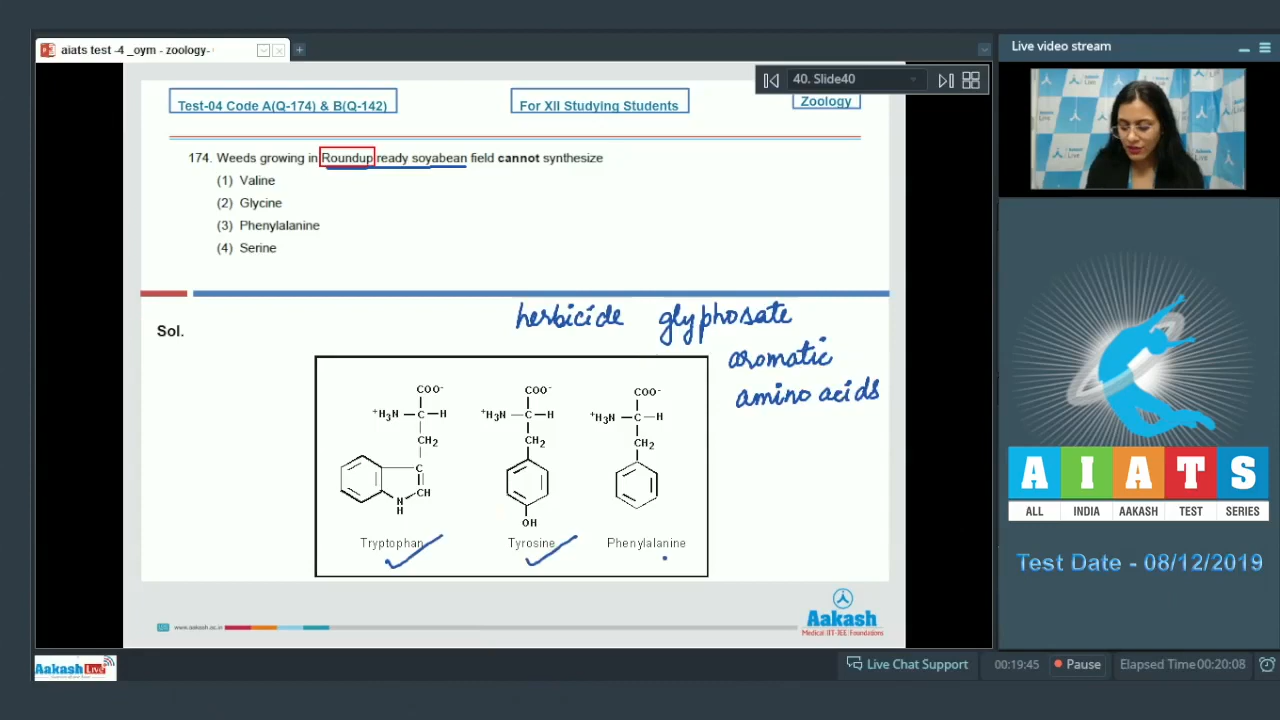 aiats test -4 _oym - zoology-
Live video stream
40. Slide40
Test-04 Code A(Q-174) & B(Q-142)
For XII Studying Students
Zoology
174. Weeds growing in Roundup ready soyabean field cannot synthesize
(1) Valine
(2) Glycine
(3) Phenylalanine
(4) Serine
Sol.
herbicide glyphosate
aromatic
amino acids
COO⁻ COO⁻ COO⁻
⁺H₃N C H ⁺H₃N C H ⁺H₃N C H
CH₂ CH₂ CH₂
C
CH
N
H
OH
Tryptophan Tyrosine Phenylalanine
A I A T S
ALL INDIA AAKASH TEST SERIES
Test Date - 08/12/2019
www.aakash.ac.in
Aakash
Medical|IIT-JEE|Foundations
Aakash Live
Live Chat Support
00:19:45
Pause
Elapsed Time 00:20:08